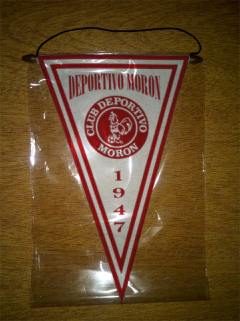 DEPORTIVO MORON
CLUB DEPORTIVO
MORON
1947